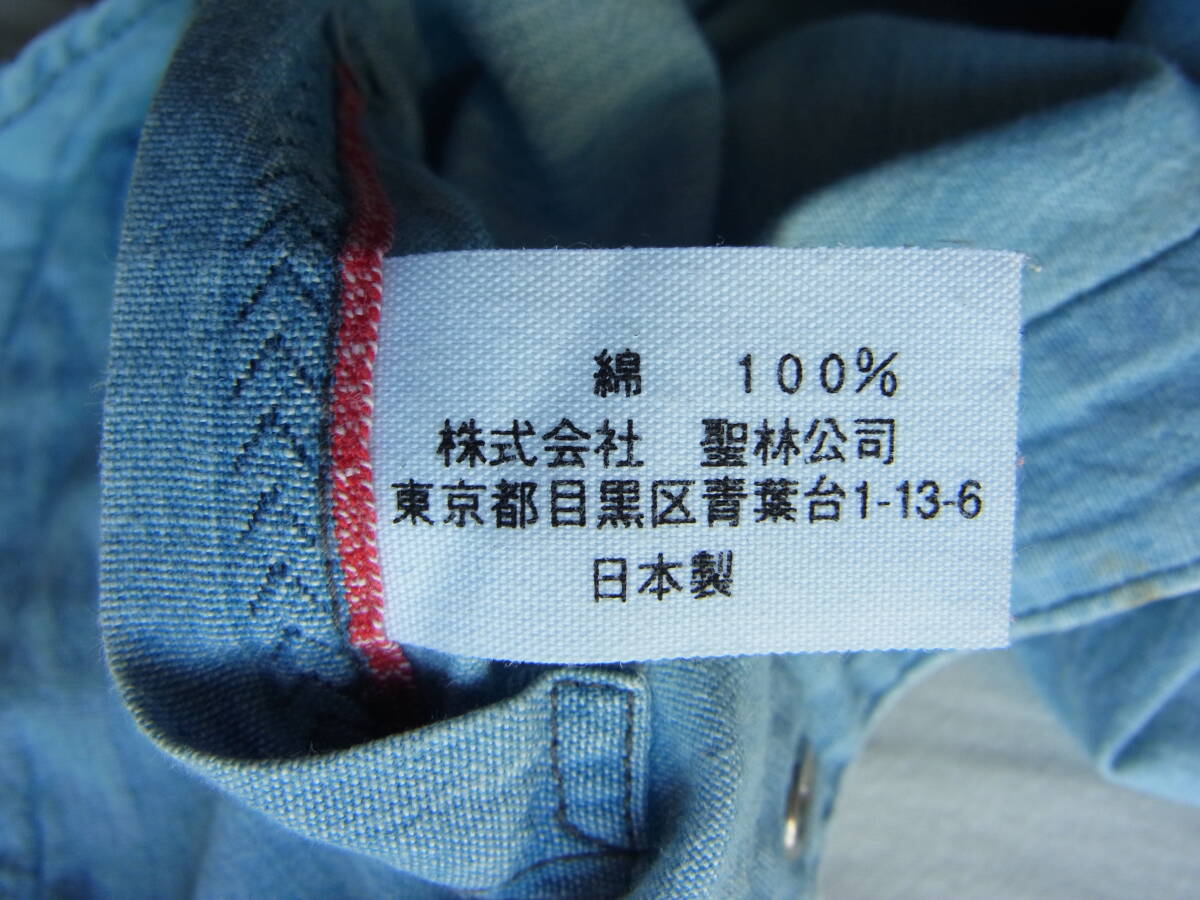 綿　100%
株式会社　聖林公司
東京都目黒区青葉台1-13-6
日本製